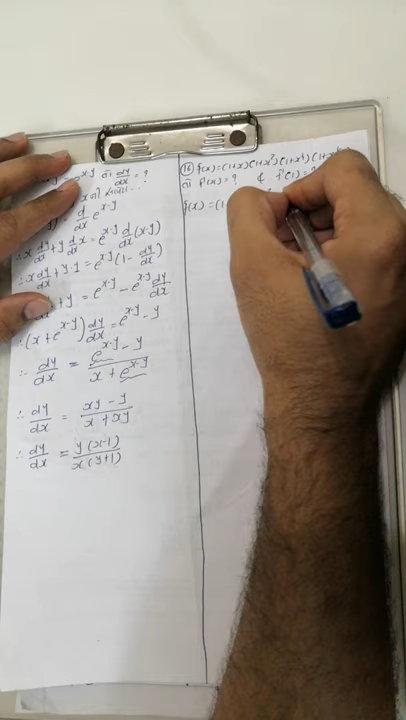 y = e^{x-y} તો dy/dx = ?
= d/dx e^{x-y}
∴ x dy/dx + y d/dx x = e^{x-y} d/dx (x-y)
∴ x dy/dx + y·1 = e^{x-y} (1 - dy/dx)
+ y = e^{x-y} - e^{x-y} dy/dx
∴ (x + e^{x-y}) dy/dx = e^{x-y} - y
∴ dy/dx = (e^{x-y} - y)/(x + e^{x-y})
∴ dy/dx = (xy - y)/(x + xy)
∴ dy/dx = y(x-1)/x(y+1)
(16) f(x) = (1+x)(1+x²)(1+x⁴)(1+x
તો f'(x) = ? & f'(1) = ?
f(x) = (1